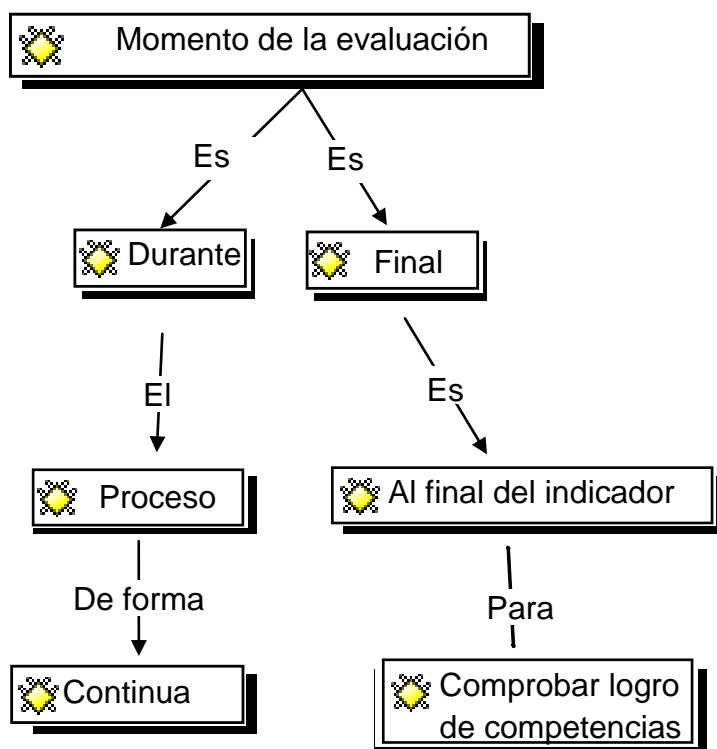 Momento de la evaluación
Es
Es
Durante
Final
El
Es
Proceso
Al final del indicador
De forma
Para
Continua
Comprobar logro
de competencias